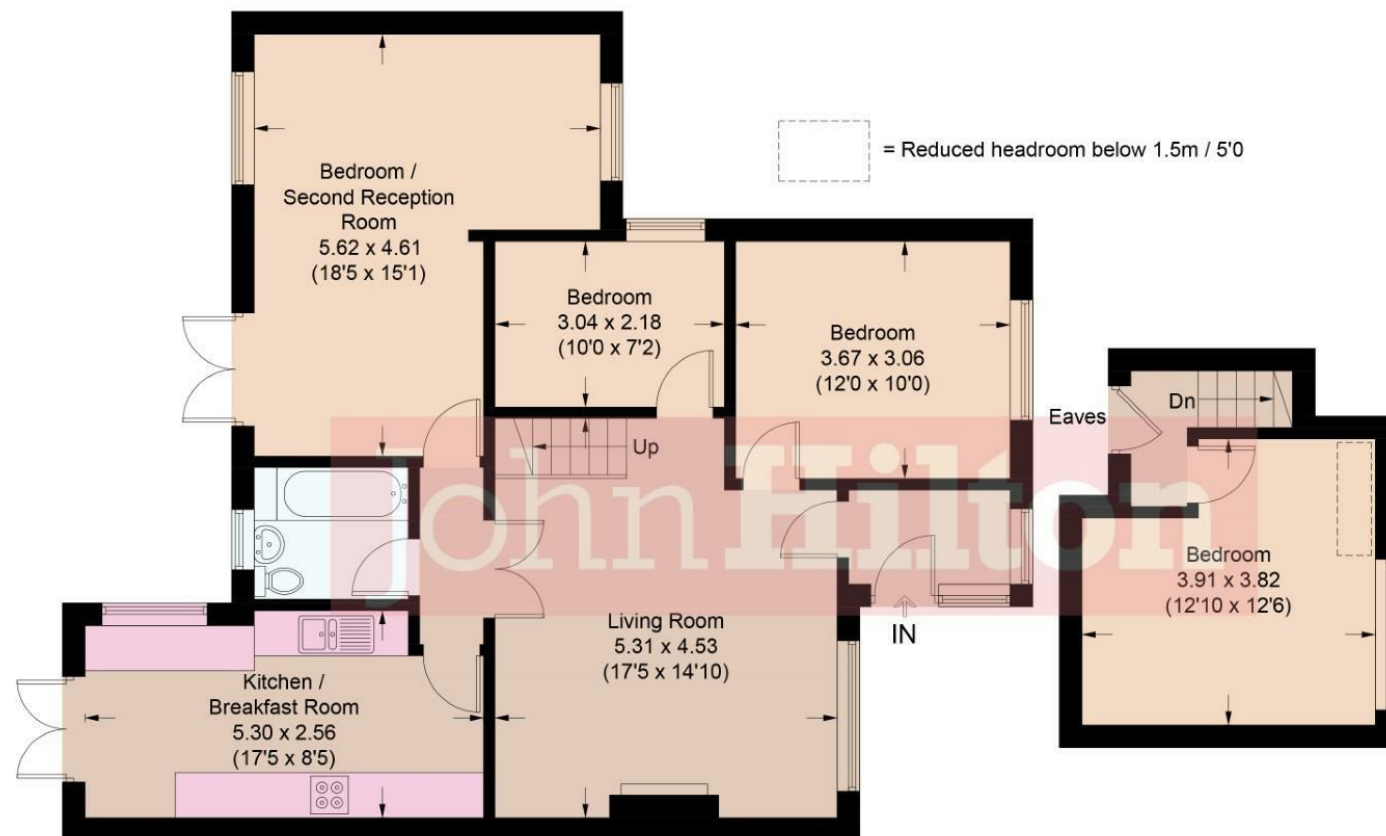 Bedroom /
Second Reception
Room
5.62 x 4.61
(18'5 x 15'1)
= Reduced headroom below 1.5m / 5'0
Bedroom
3.04 x 2.18
(10'0 x 7'2)
Bedroom
3.67 x 3.06
(12'0 x 10'0)
Eaves
Dn
Up
John Hilton
Bedroom
3.91 x 3.82
(12'10 x 12'6)
IN
Living Room
5.31 x 4.53
(17'5 x 14'10)
Kitchen /
Breakfast Room
5.30 x 2.56
(17'5 x 8'5)